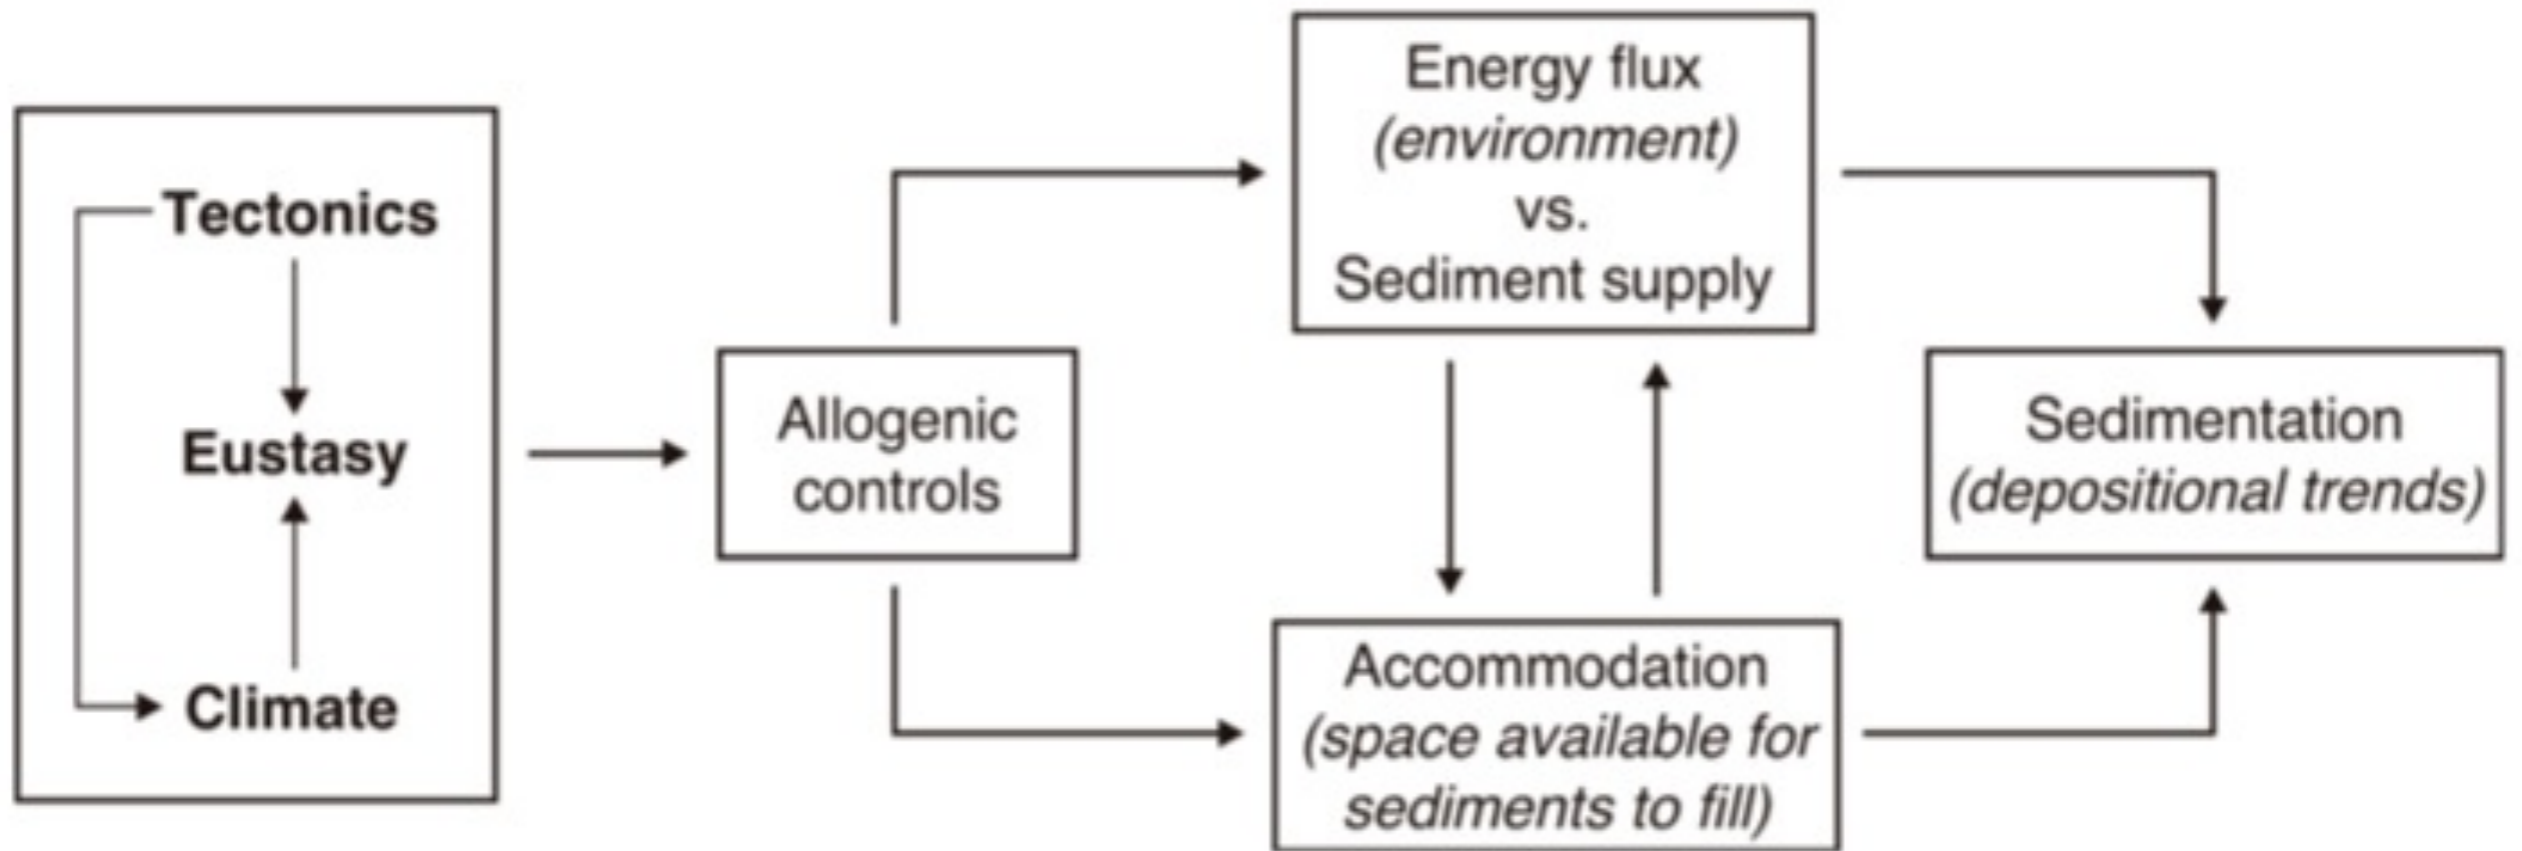 Tectonics
Eustasy
Climate
Allogenic
controls
Energy flux
(environment)
vs.
Sediment supply
Accommodation
(space available for
sediments to fill)
Sedimentation
(depositional trends)